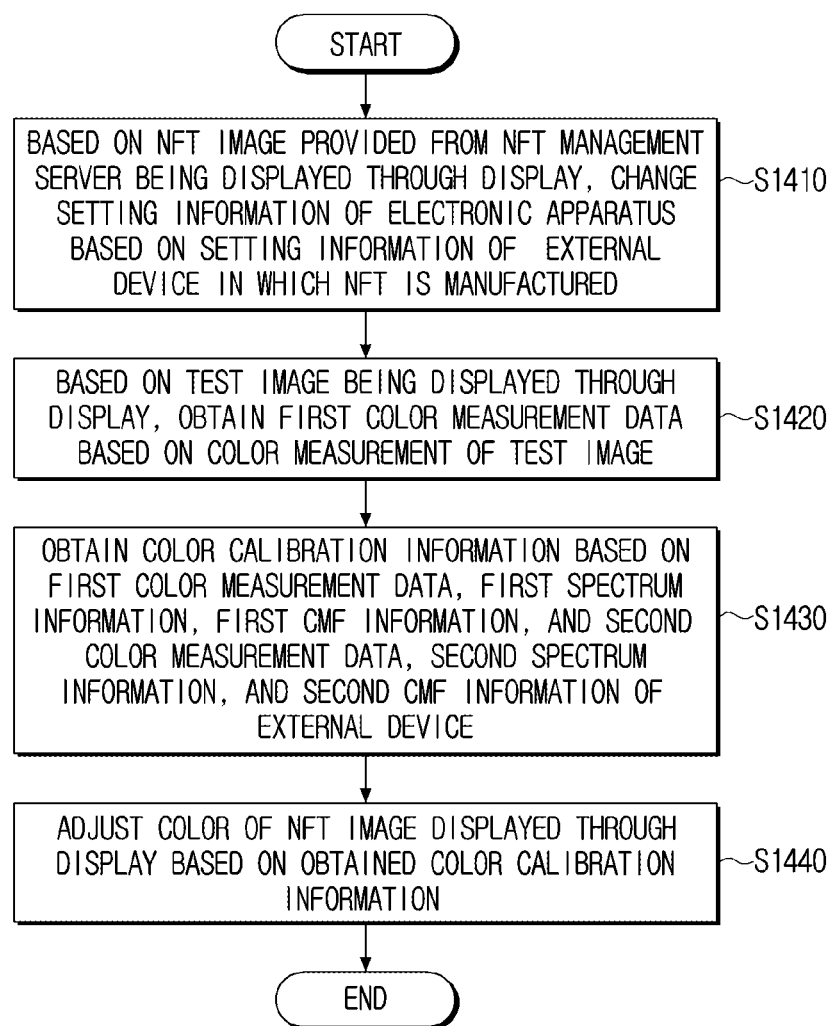 START
BASED ON NFT IMAGE PROVIDED FROM NFT MANAGEMENT
SERVER BEING DISPLAYED THROUGH DISPLAY, CHANGE
SETTING INFORMATION OF ELECTRONIC APPARATUS
BASED ON SETTING INFORMATION OF EXTERNAL
DEVICE IN WHICH NFT IS MANUFACTURED
S1410
BASED ON TEST IMAGE BEING DISPLAYED THROUGH
DISPLAY, OBTAIN FIRST COLOR MEASUREMENT DATA
BASED ON COLOR MEASUREMENT OF TEST IMAGE
S1420
OBTAIN COLOR CALIBRATION INFORMATION BASED ON
FIRST COLOR MEASUREMENT DATA, FIRST SPECTRUM
INFORMATION, FIRST CMF INFORMATION, AND SECOND
COLOR MEASUREMENT DATA, SECOND SPECTRUM
INFORMATION, AND SECOND CMF INFORMATION OF
EXTERNAL DEVICE
S1430
ADJUST COLOR OF NFT IMAGE DISPLAYED THROUGH
DISPLAY BASED ON OBTAINED COLOR CALIBRATION
INFORMATION
S1440
END